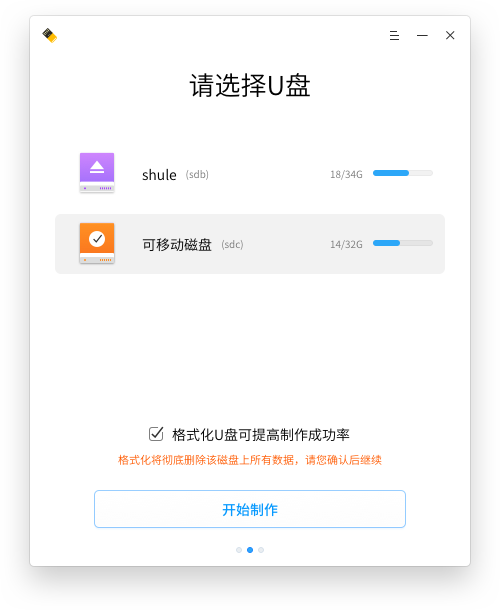 请选择U盘
shule (sdb) 18/34G
可移动磁盘 (sdc) 14/32G
格式化U盘可提高制作成功率
格式化将彻底删除该磁盘上所有数据，请您确认后继续
开始制作